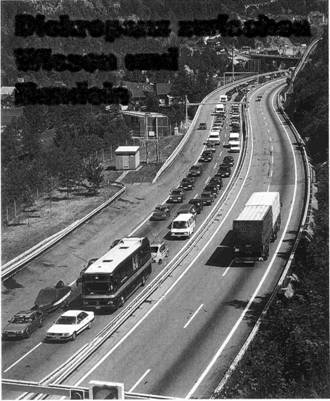 Diskrepanz zwischen
Wissen und
Handeln